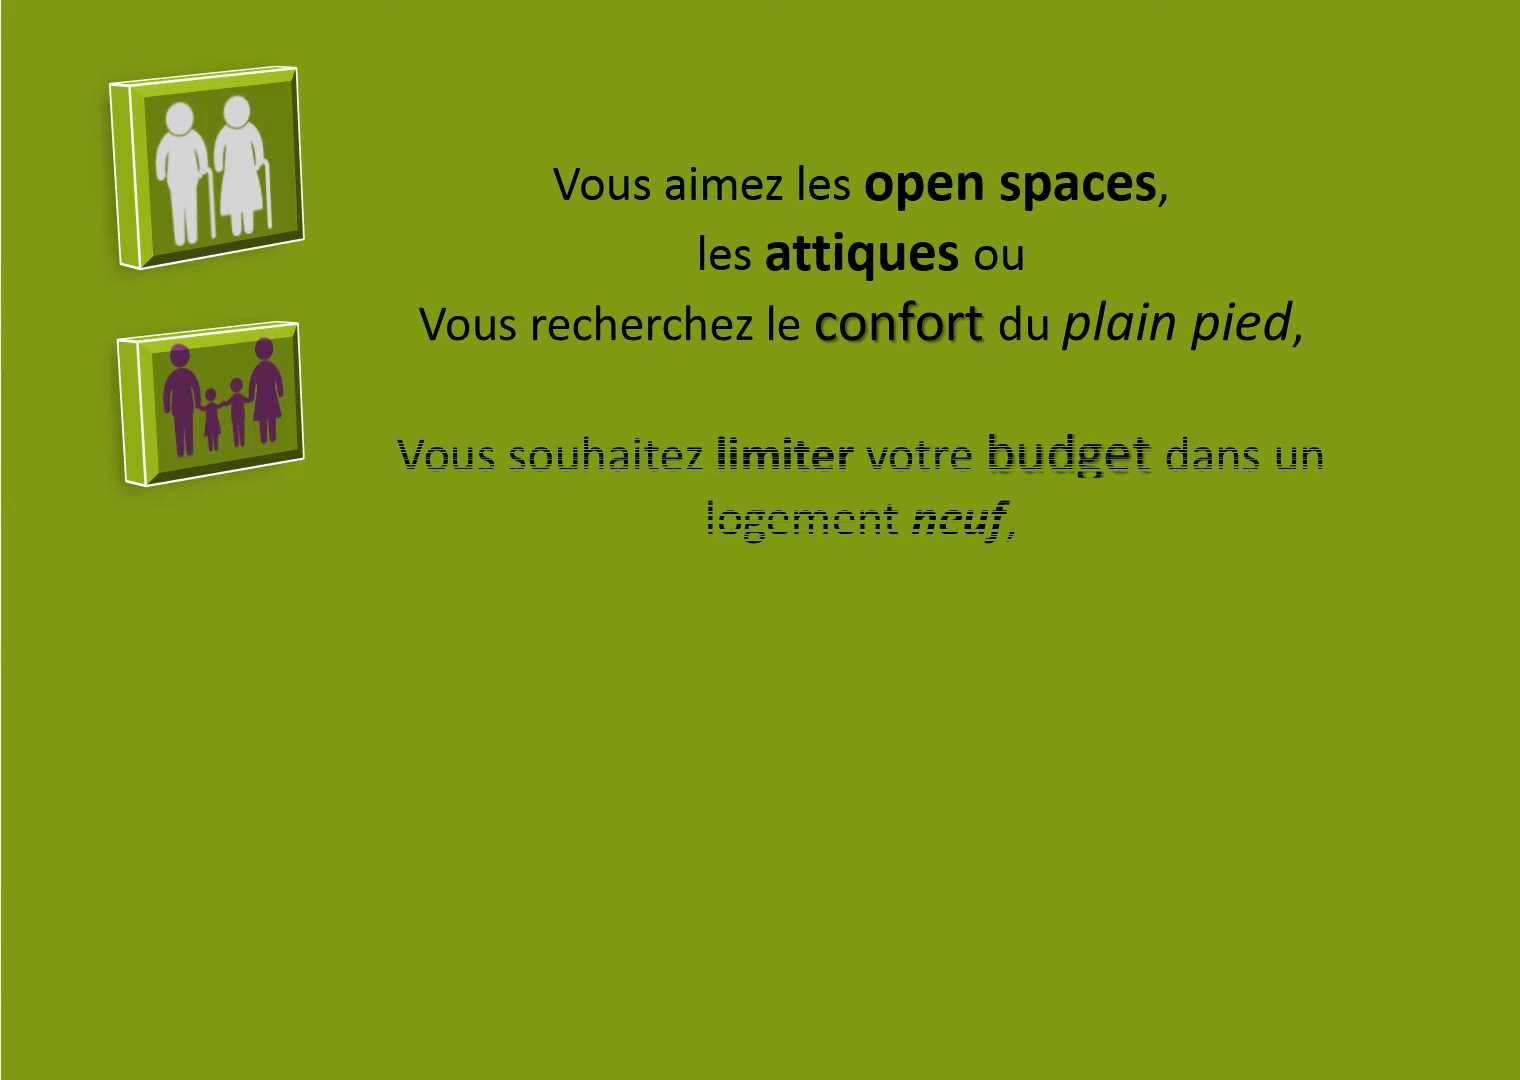 Vous aimez les open spaces,
les attiques ou
Vous recherchez le confort du plain pied,
Vous souhaitez limiter votre budget dans un
logement neuf,